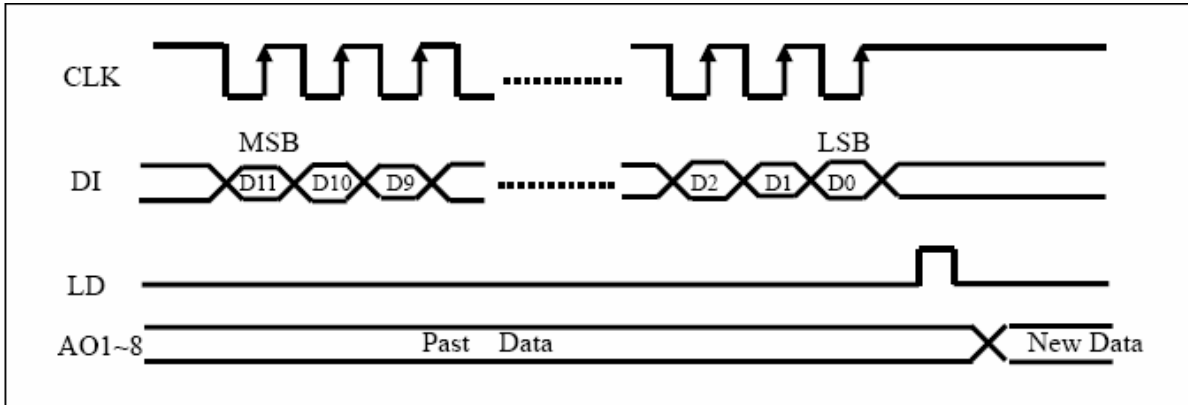 CLK
MSB LSB
DI D11 D10 D9 D2 D1 D0
LD
AO1~8 Past Data New Data